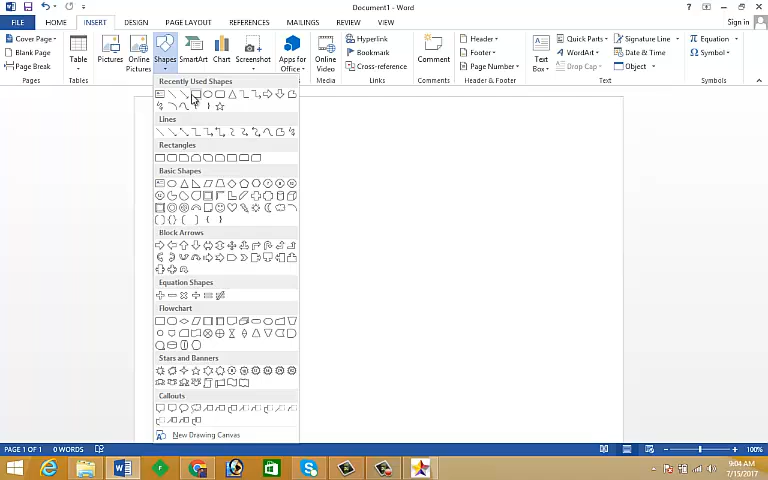 Document1 - Word
Sign in
FILE HOME INSERT DESIGN PAGE LAYOUT REFERENCES MAILINGS REVIEW VIEW
Cover Page
Blank Page
Page Break
Pages
Table
Tables
Pictures
Online Pictures
Shapes
SmartArt
Chart
Screenshot
Apps for Office
Online Video
Media
Hyperlink
Bookmark
Cross-reference
Links
Comment
Comments
Header
Footer
Page Number
Header & Footer
Text Box
Quick Parts
WordArt
Drop Cap
Signature Line
Date & Time
Object
Text
Equation
Symbol
Symbols
Recently Used Shapes
Lines
Rectangles
Basic Shapes
Block Arrows
Equation Shapes
Flowchart
Stars and Banners
Callouts
New Drawing Canvas
PAGE 1 OF 1 0 WORDS
100%
9:04 AM
7/15/2017